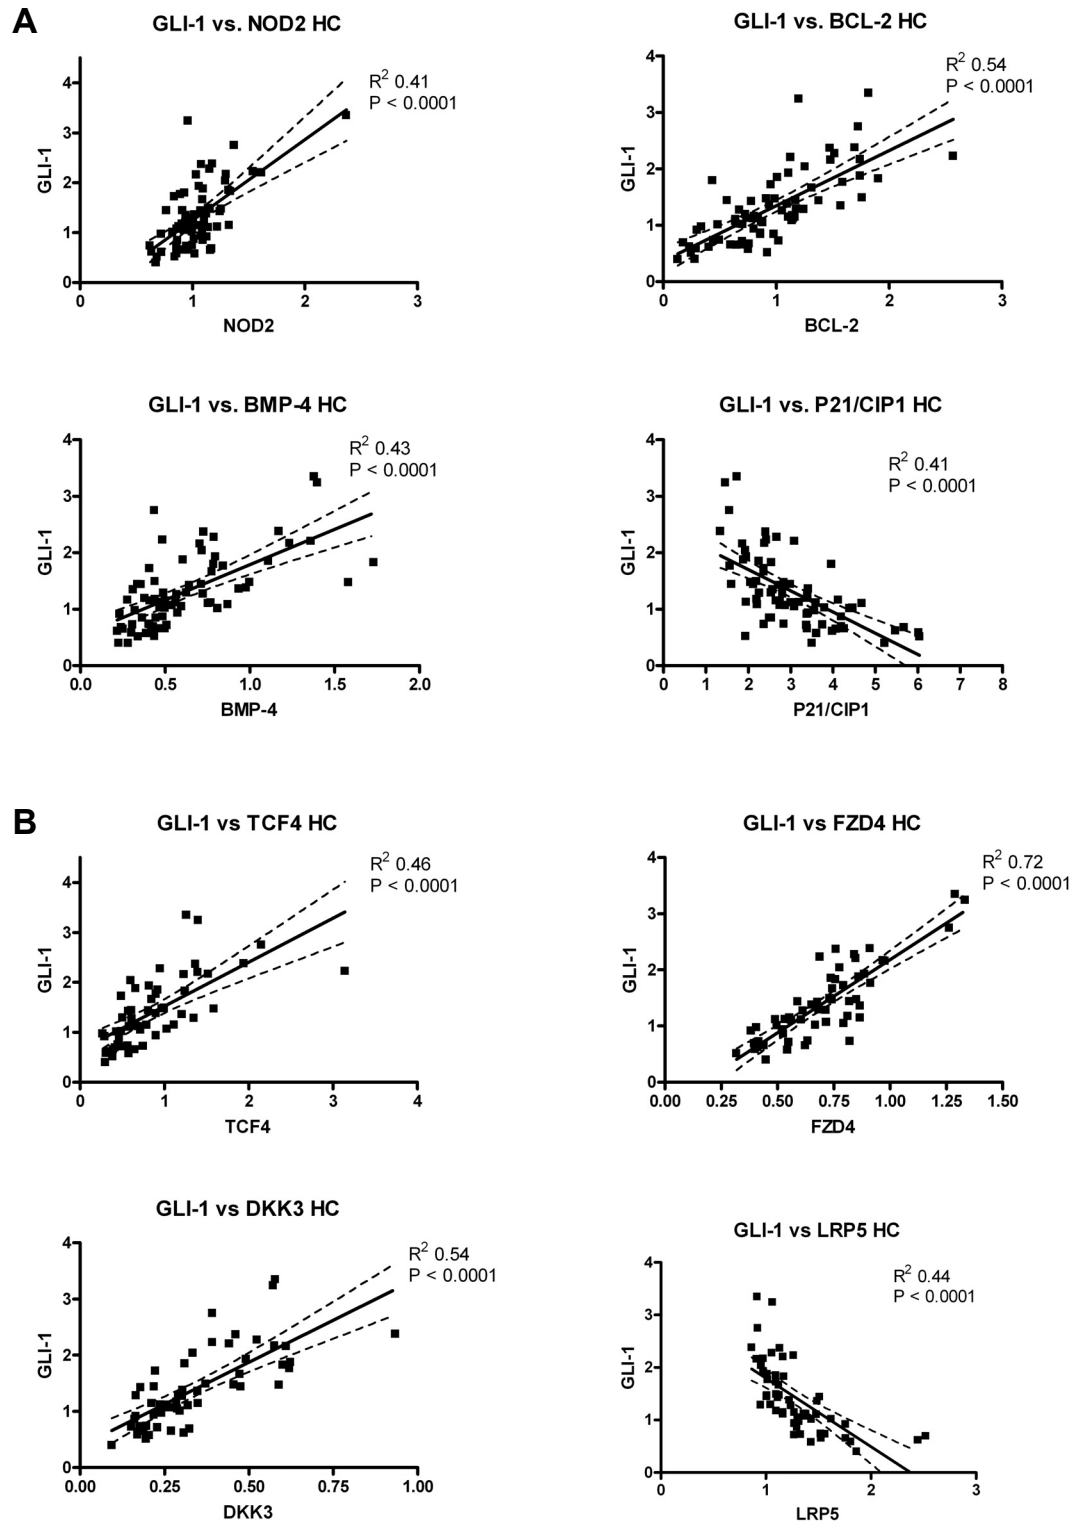 A
GLI-1 vs. NOD2 HC
R² 0.41
P < 0.0001
GLI-1
4
3
2
1
0
0 1 2 3
NOD2
GLI-1 vs. BCL-2 HC
R² 0.54
P < 0.0001
GLI-1
4
3
2
1
0
0 1 2 3
BCL-2
GLI-1 vs. BMP-4 HC
R² 0.43
P < 0.0001
GLI-1
4
3
2
1
0
0.0 0.5 1.0 1.5 2.0
BMP-4
GLI-1 vs. P21/CIP1 HC
R² 0.41
P < 0.0001
GLI-1
4
3
2
1
0
0 1 2 3 4 5 6 7 8
P21/CIP1
B
GLI-1 vs TCF4 HC
R² 0.46
P < 0.0001
GLI-1
4
3
2
1
0
0 1 2 3 4
TCF4
GLI-1 vs FZD4 HC
R² 0.72
P < 0.0001
GLI-1
4
3
2
1
0
0.00 0.25 0.50 0.75 1.00 1.25 1.50
FZD4
GLI-1 vs DKK3 HC
R² 0.54
P < 0.0001
GLI-1
4
3
2
1
0
0.00 0.25 0.50 0.75 1.00
DKK3
GLI-1 vs LRP5 HC
R² 0.44
P < 0.0001
GLI-1
4
3
2
1
0
0 1 2 3
LRP5